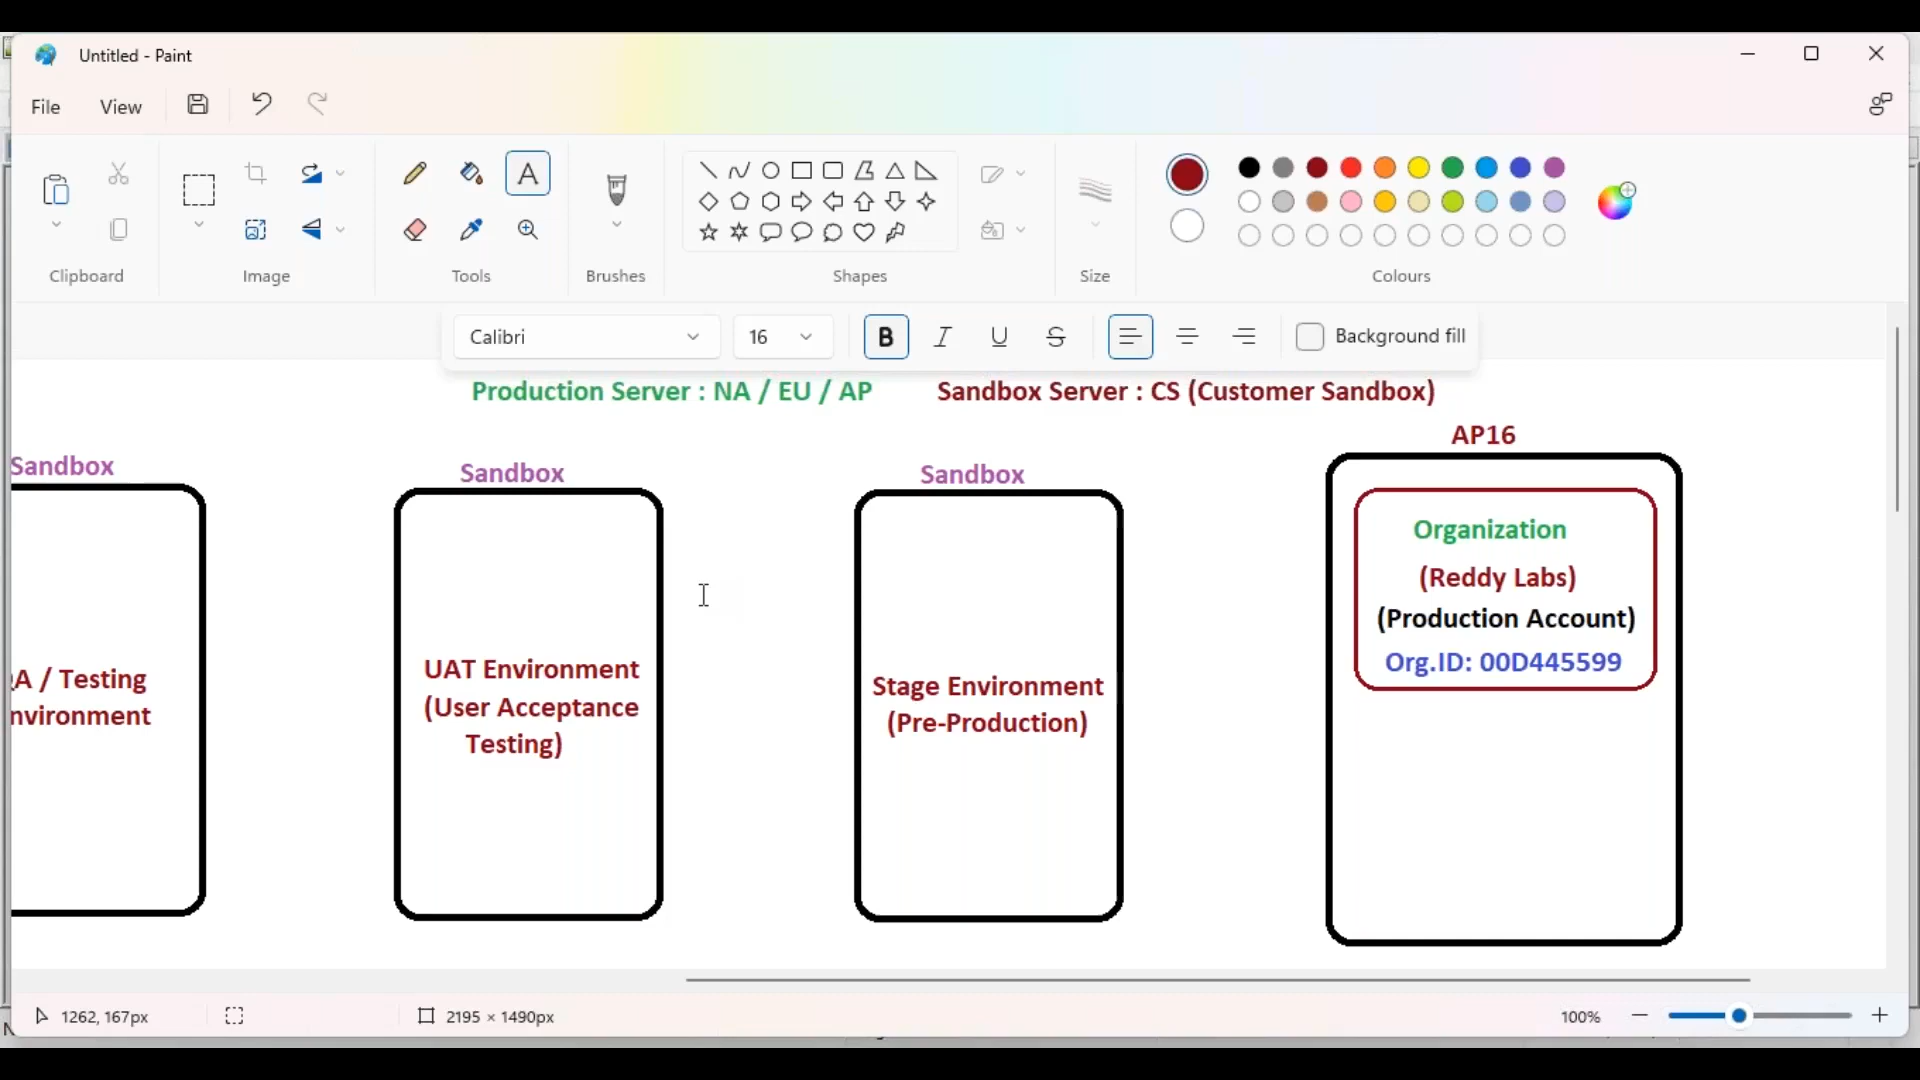 Untitled - Paint
File View
Clipboard Image Tools Brushes Shapes Size Colours
Calibri 16 B I U S Background fill
Production Server : NA / EU / AP Sandbox Server : CS (Customer Sandbox)
AP16
Sandbox Sandbox Sandbox
Organization
(Reddy Labs)
(Production Account)
Org.ID: 00D445599
A / Testing
nvironment
UAT Environment
(User Acceptance
Testing)
Stage Environment
(Pre-Production)
1262, 167px 2195 × 1490px 100%